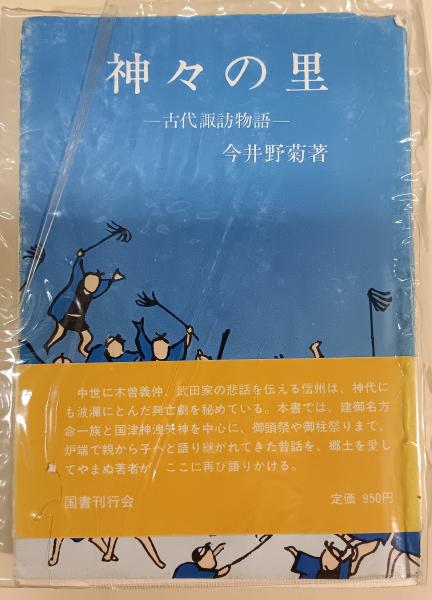 神々の里
―古代諏訪物語―
今井野菊著
中世に木曽義仲、武田家の悲話を伝える信州は、神代に
も波瀾にとんだ興亡劇を秘めている。本書では、建御名方
命一族と国津神洩矢神を中心に、御頭祭や御柱祭りまで、
炉端で親から子へと語り継がれてきた昔話を、郷土を愛し
てやまぬ著者が、ここに再び語りかける。
国書刊行会 定価 950円